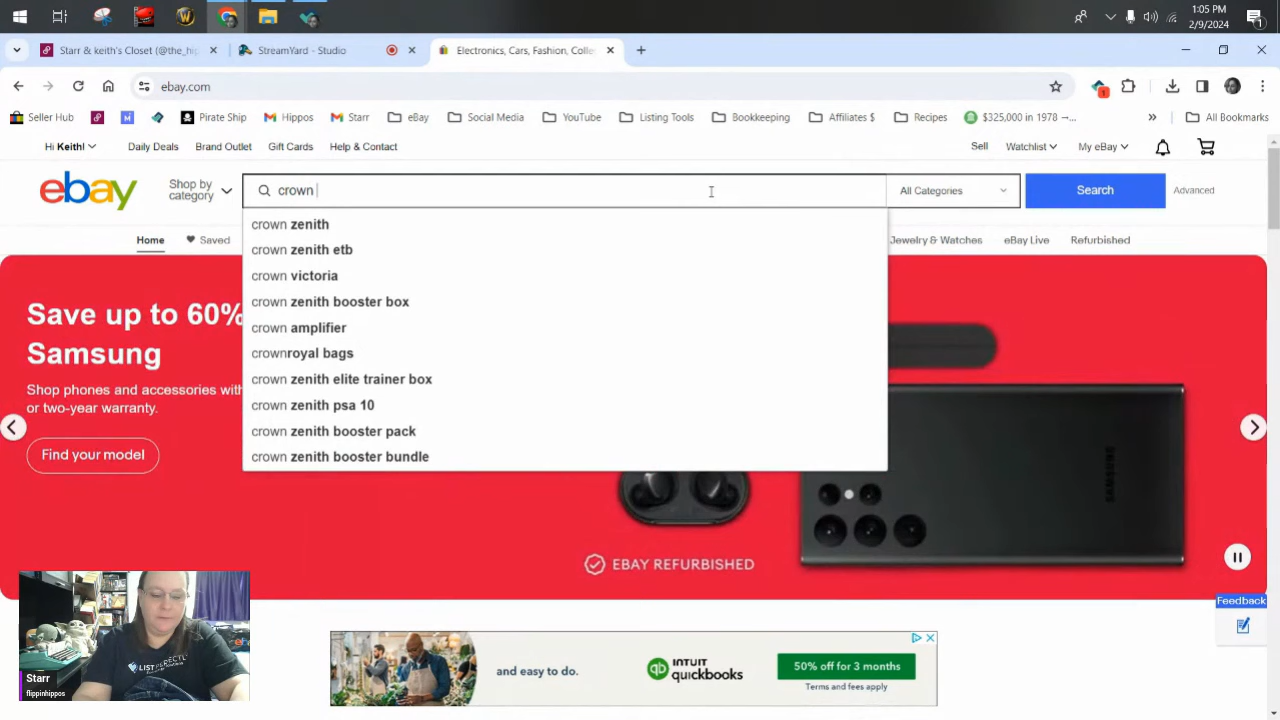 1:05 PM
2/9/2024
Starr & keith's Closet (@the_hip
StreamYard - Studio
Electronics, Cars, Fashion, Colle
ebay.com
Seller Hub
Pirate Ship
Hippos
Starr
eBay
Social Media
YouTube
Listing Tools
Bookkeeping
Affiliates $
Recipes
$325,000 in 1978 →...
All Bookmarks
Hi Keith!
Daily Deals
Brand Outlet
Gift Cards
Help & Contact
Sell
Watchlist
My eBay
ebay
Shop by
category
crown
All Categories
Search
Advanced
Home
Saved
Jewelry & Watches
eBay Live
Refurbished
crown zenith
crown zenith etb
crown victoria
crown zenith booster box
crown amplifier
crownroyal bags
crown zenith elite trainer box
crown zenith psa 10
crown zenith booster pack
crown zenith booster bundle
Save up to 60%
Samsung
Shop phones and accessories with
or two-year warranty.
Find your model
SAMSUNG
EBAY REFURBISHED
Feedback
LIST PERFECTLY
Starr
flippinhippos
and easy to do.
INTUIT
quickbooks
50% off for 3 months
Terms and fees apply